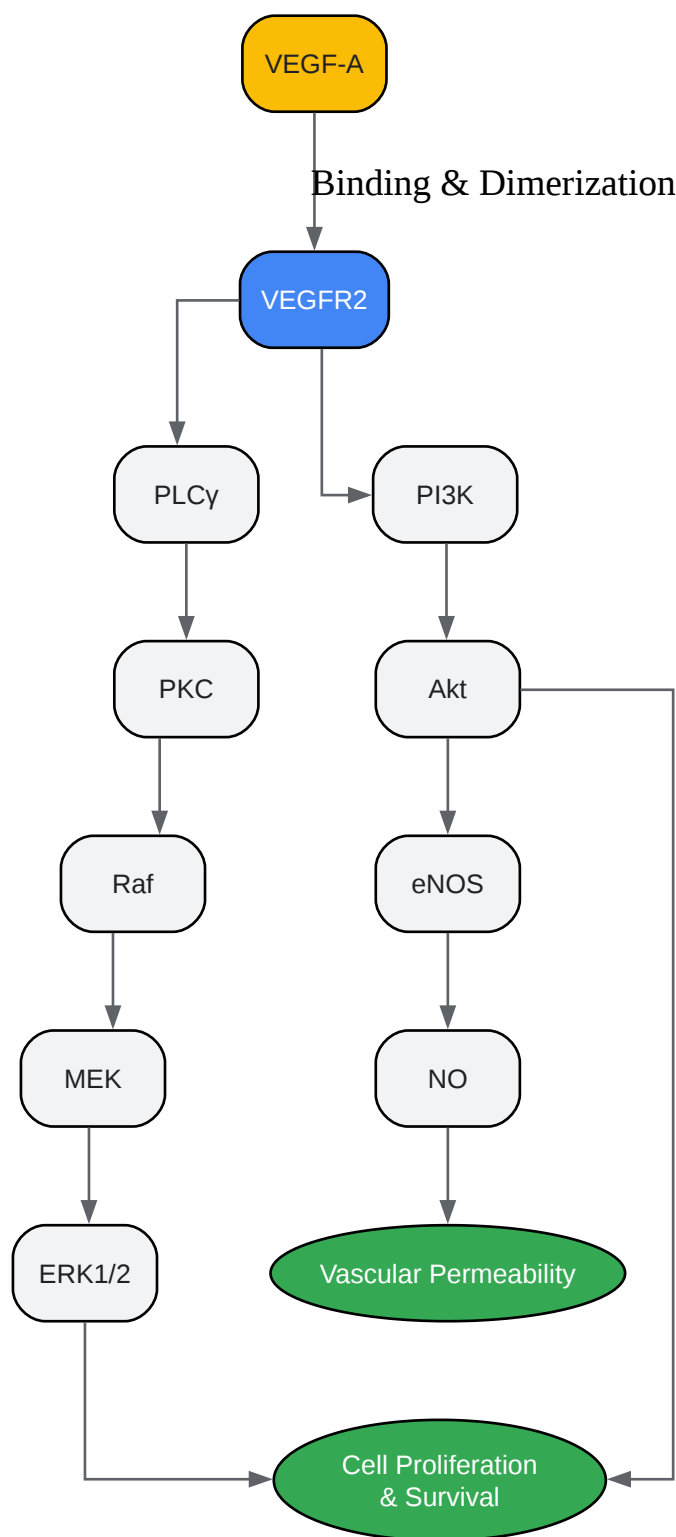 VEGF-A
Binding & Dimerization
VEGFR2
PLCγ
PI3K
PKC
Akt
Raf
eNOS
MEK
NO
ERK1/2
Vascular Permeability
Cell Proliferation
& Survival